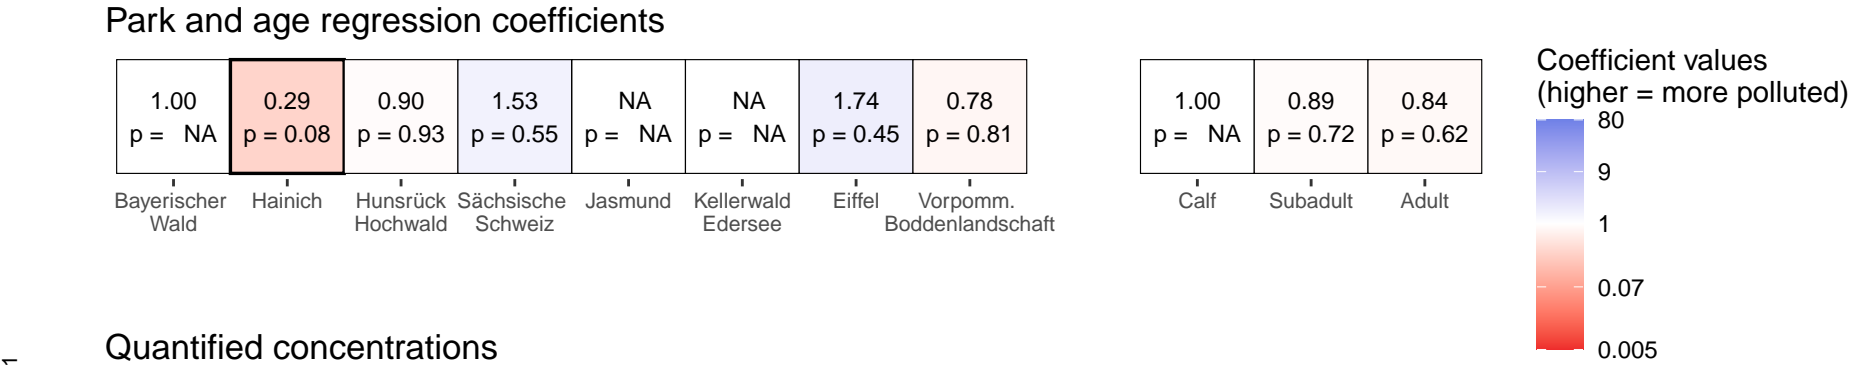 Park and age regression coefficients
1.00 0.29 0.90 1.53 NA NA 1.74 0.78 1.00 0.89 0.84
p = NA p = 0.08 p = 0.93 p = 0.55 p = NA p = NA p = 0.45 p = 0.81 p = NA p = 0.72 p = 0.62
Bayerischer Hainich Hunsrück Sächsische Jasmund Kellerwald Eiffel Vorpomm. Calf Subadult Adult
Wald Hochwald Schweiz Edersee Boddenlandschaft
Coefficient values
(higher = more polluted)
80
9
1
0.07
0.005
Quantified concentrations
1